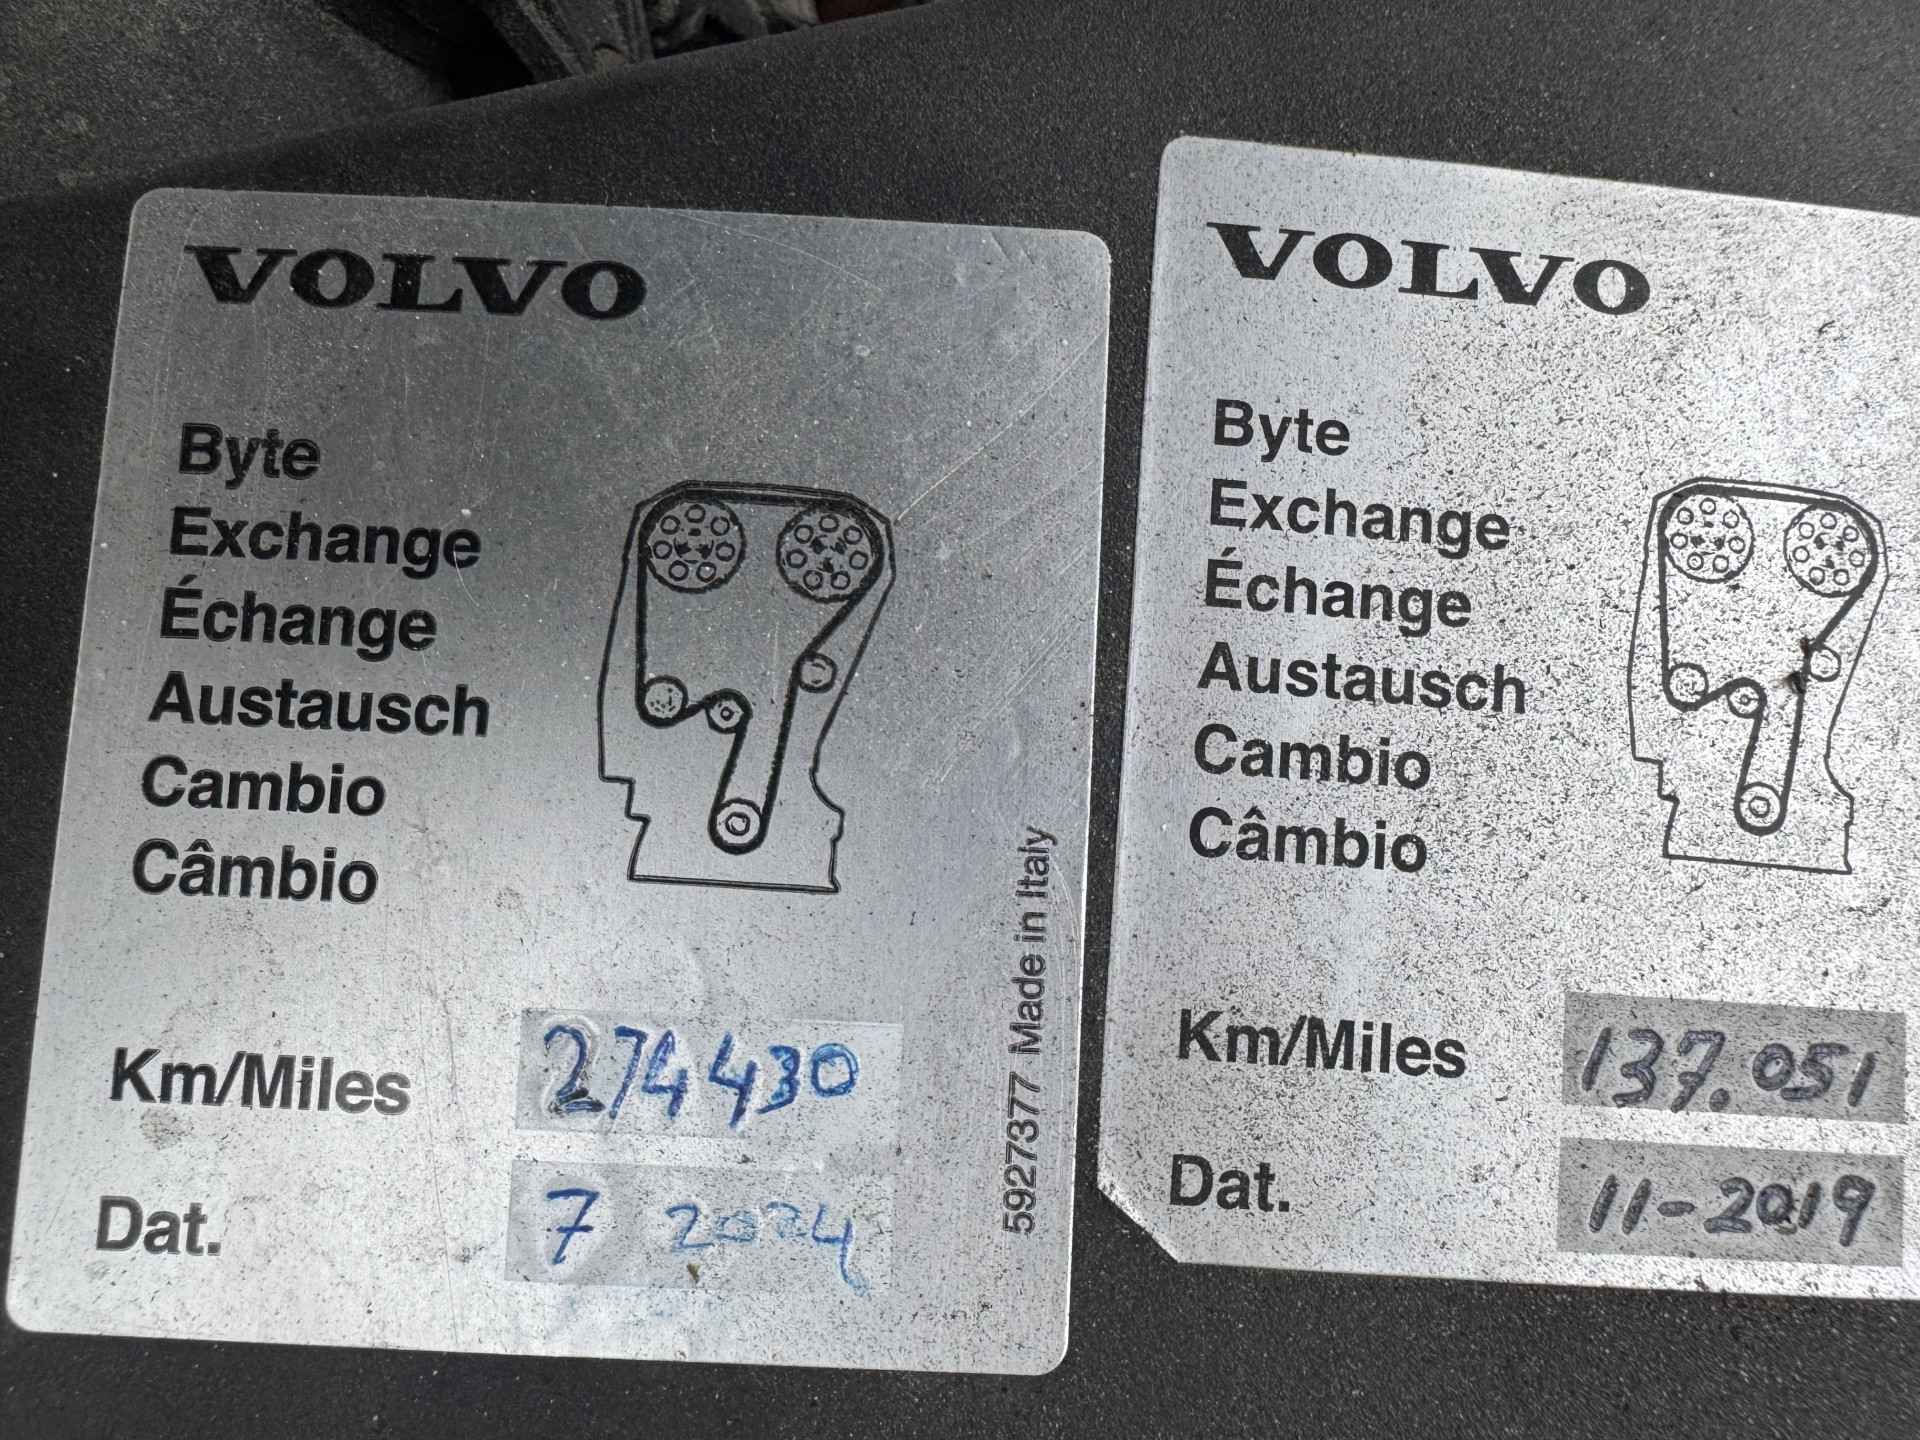 VOLVO
Byte
Exchange
Échange
Austausch
Cambio
Câmbio
Km/Miles 274430
Dat. 7 2024
5927377 Made in Italy
VOLVO
Byte
Exchange
Échange
Austausch
Cambio
Câmbio
Km/Miles 137.051
Dat. 11-2019